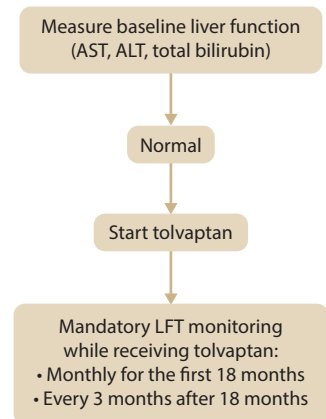 Measure baseline liver function
(AST, ALT, total bilirubin)
Normal
Start tolvaptan
Mandatory LFT monitoring
while receiving tolvaptan:
• Monthly for the first 18 months
• Every 3 months after 18 months